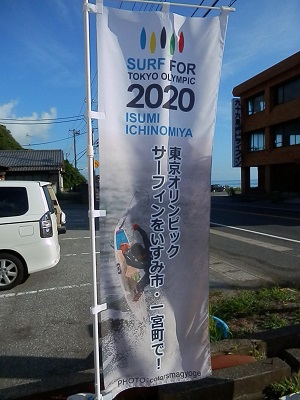 SURF FOR
TOKYO OLYMPIC
2020
ISUMI
ICHINOMIYA
東京オリンピック
サーフィンをいすみ市・一宮町で!